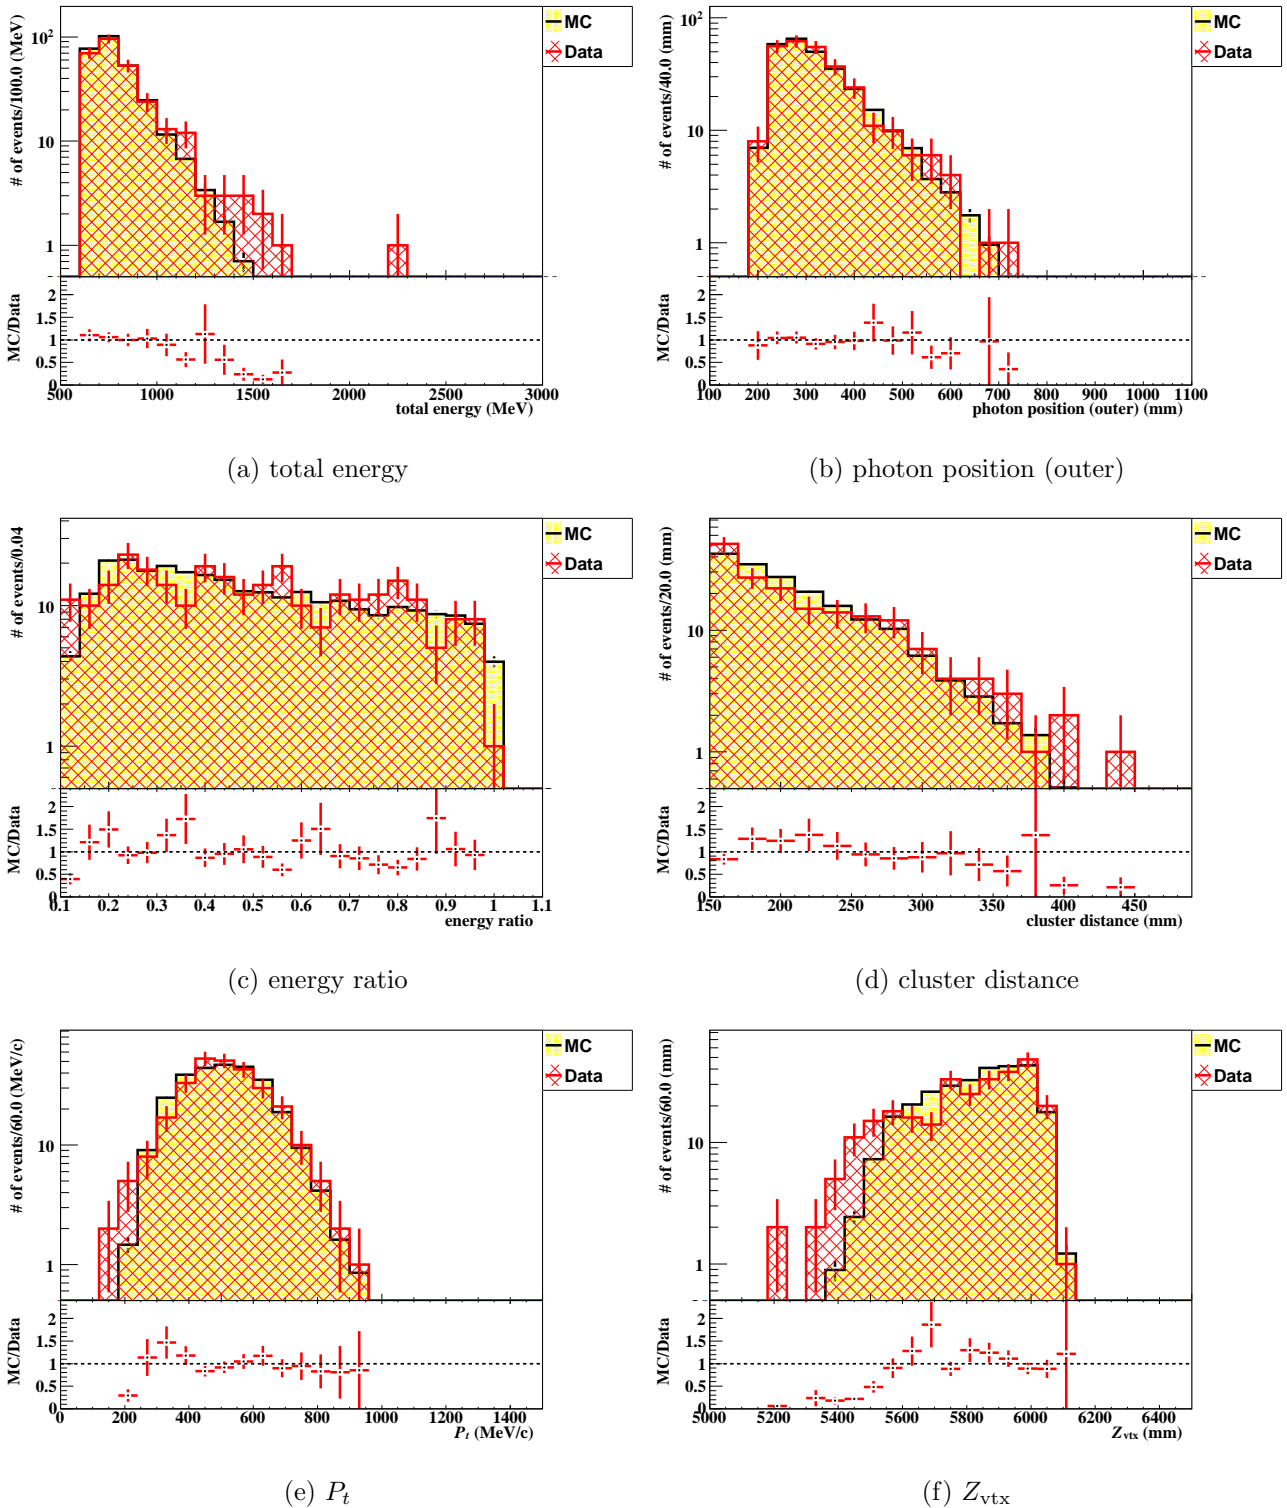 # of events/100.0 (MeV)
10²
10
1
MC
Data
MC/Data
2
1.5
1
0.5
0
500 1000 1500 2000 2500 3000
total energy (MeV)
(a) total energy
# of events/40.0 (mm)
10²
10
1
MC
Data
MC/Data
2
1.5
1
0.5
0
100 200 300 400 500 600 700 800 900 1000 1100
photon position (outer) (mm)
(b) photon position (outer)
# of events/0.04
10
1
MC
Data
MC/Data
2
1.5
1
0.5
0
0.1 0.2 0.3 0.4 0.5 0.6 0.7 0.8 0.9 1 1.1
energy ratio
(c) energy ratio
# of events/20.0 (mm)
10
1
MC
Data
MC/Data
2
1.5
1
0.5
0
150 200 250 300 350 400 450
cluster distance (mm)
(d) cluster distance
# of events/60.0 (MeV/c)
10
1
MC
Data
MC/Data
2
1.5
1
0.5
0
0 200 400 600 800 1000 1200 1400
Pₜ (MeV/c)
(e) Pₜ
# of events/60.0 (mm)
10
1
MC
Data
MC/Data
2
1.5
1
0.5
0
5000 5200 5400 5600 5800 6000 6200 6400
Zvtx (mm)
(f) Zvtx